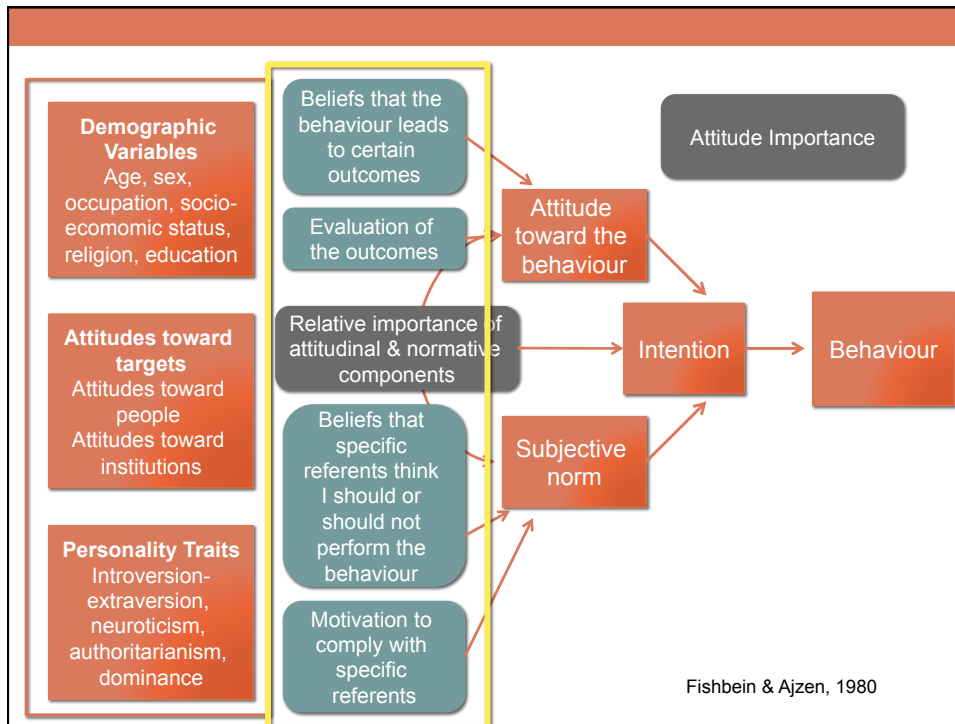 Demographic
Variables
Age, sex,
occupation, socio-
ecomomic status,
religion, education
Attitudes toward
targets
Attitudes toward
people
Attitudes toward
institutions
Personality Traits
Introversion-
extraversion,
neuroticism,
authoritarianism,
dominance
Beliefs that the
behaviour leads
to certain
outcomes
Evaluation of
the outcomes
Relative importance of
attitudinal & normative
components
Beliefs that
specific
referents think
I should or
should not
perform the
behaviour
Motivation to
comply with
specific
referents
Attitude
toward the
behaviour
Subjective
norm
Attitude Importance
Intention
Behaviour
Fishbein & Ajzen, 1980